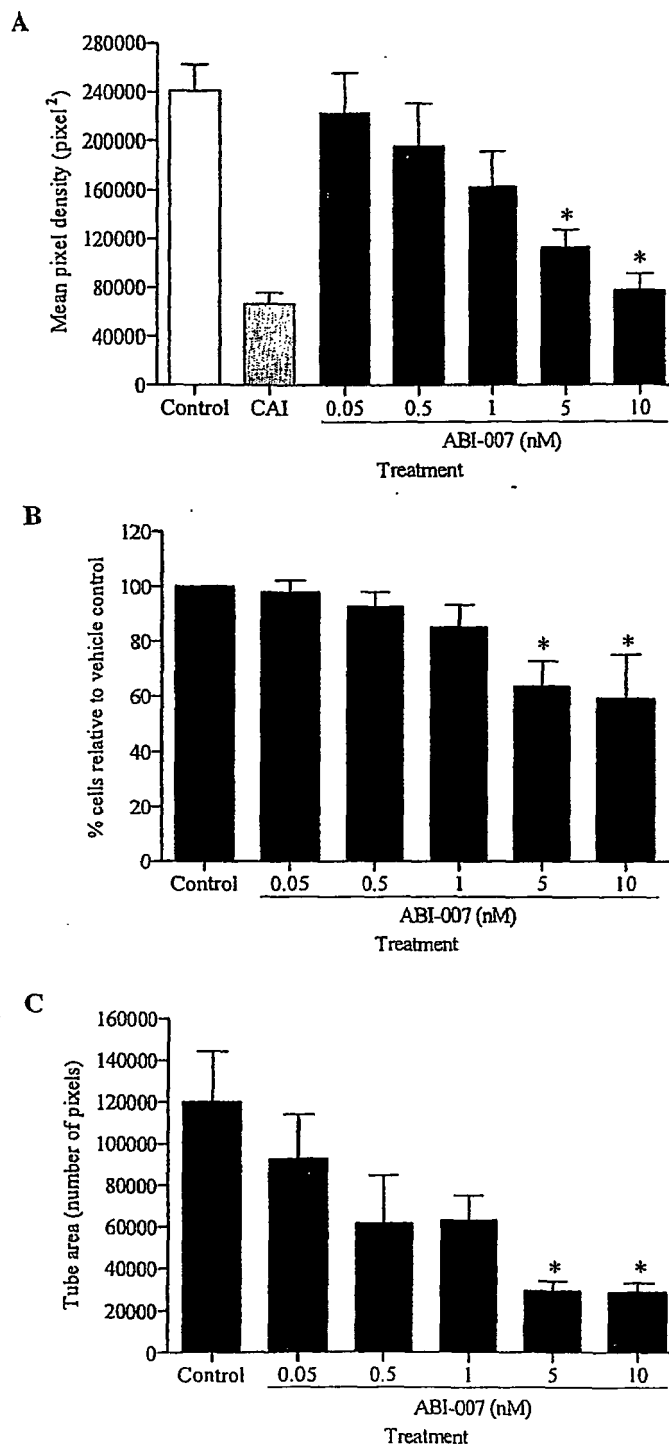 A
Mean pixel density (pixel²)
280000
240000
200000
160000
120000
80000
40000
0
* *
Control CAI 0.05 0.5 1 5 10
ABI-007 (nM)
Treatment
B
% cells relative to vehicle control
120
100
80
60
40
20
0
* *
Control 0.05 0.5 1 5 10
ABI-007 (nM)
Treatment
C
Tube area (number of pixels)
160000
140000
120000
100000
80000
60000
40000
20000
0
* *
Control 0.05 0.5 1 5 10
ABI-007 (nM)
Treatment